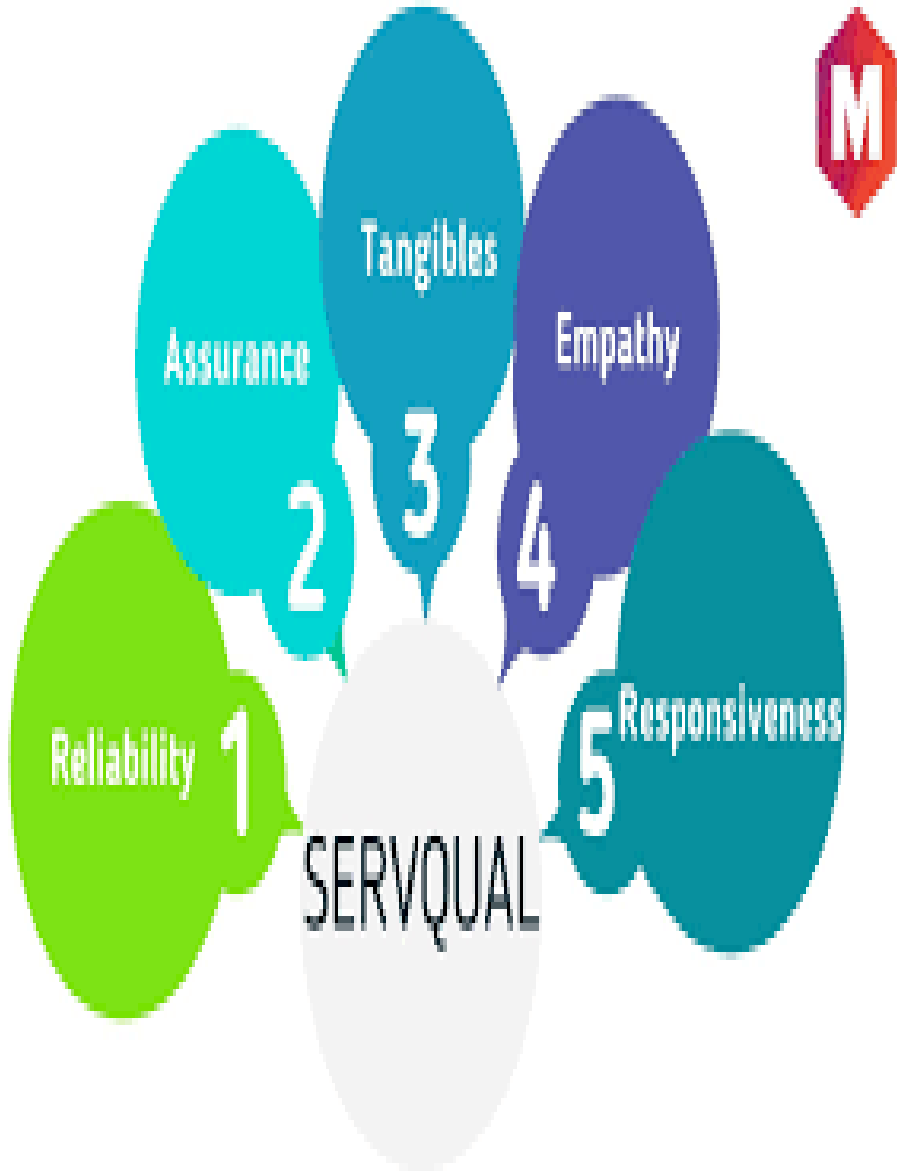 M
Tangibles
Empathy
Assurance
3
2
4
Reliability
1
Responsiveness
5
SERVQUAL